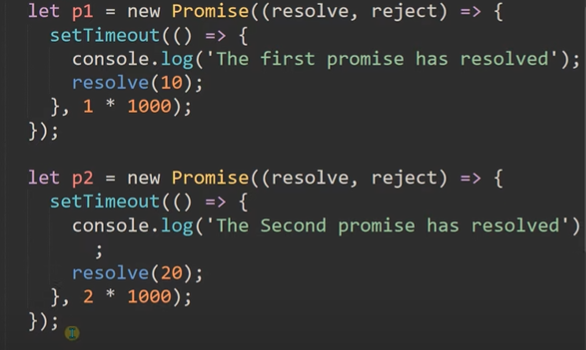 let p1 = new Promise((resolve, reject) => {
setTimeout(() => {
console.log('The first promise has resolved');
resolve(10);
}, 1 * 1000);
});
let p2 = new Promise((resolve, reject) => {
setTimeout(() => {
console.log('The Second promise has resolved')
;
resolve(20);
}, 2 * 1000);
});